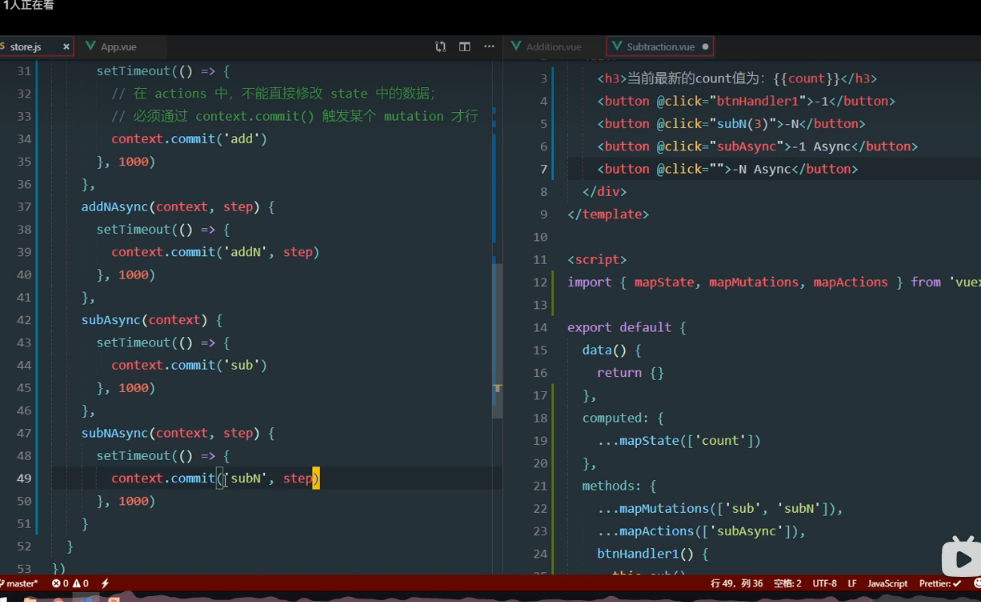 1人正在看
store.js × App.vue
31 setTimeout(() => {
32 // 在 actions 中，不能直接修改 state 中的数据；
33 // 必须通过 context.commit() 触发某个 mutation 才行
34 context.commit('add')
35 }, 1000)
36 },
37 addNAsync(context, step) {
38 setTimeout(() => {
39 context.commit('addN', step)
40 }, 1000)
41 },
42 subAsync(context) {
43 setTimeout(() => {
44 context.commit('sub')
45 }, 1000)
46 },
47 subNAsync(context, step) {
48 setTimeout(() => {
49 context.commit('subN', step)
50 }, 1000)
51 }
52 }
53 })
Addition.vue Subtraction.vue ●
3 <h3>当前最新的count值为：{{count}}</h3>
4 <button @click="btnHandler1">-1</button>
5 <button @click="subN(3)">-N</button>
6 <button @click="subAsync">-1 Async</button>
7 <button @click="">-N Async</button>
8 </div>
9 </template>
10
11 <script>
12 import { mapState, mapMutations, mapActions } from 'vuex
13
14 export default {
15 data() {
16 return {}
17 },
18 computed: {
19 ...mapState(['count'])
20 },
21 methods: {
22 ...mapMutations(['sub', 'subN']),
23 ...mapActions(['subAsync']),
24 btnHandler1() {
master* 0 0 行 49，列 36 空格: 2 UTF-8 LF JavaScript Prettier: ✓